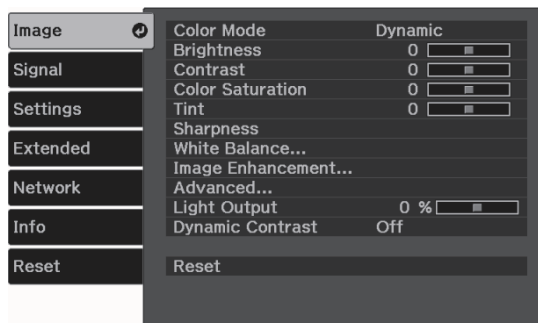 Image
Signal
Settings
Extended
Network
Info
Reset
Color Mode Dynamic
Brightness 0
Contrast 0
Color Saturation 0
Tint 0
Sharpness
White Balance...
Image Enhancement...
Advanced...
Light Output 0 %
Dynamic Contrast Off
Reset